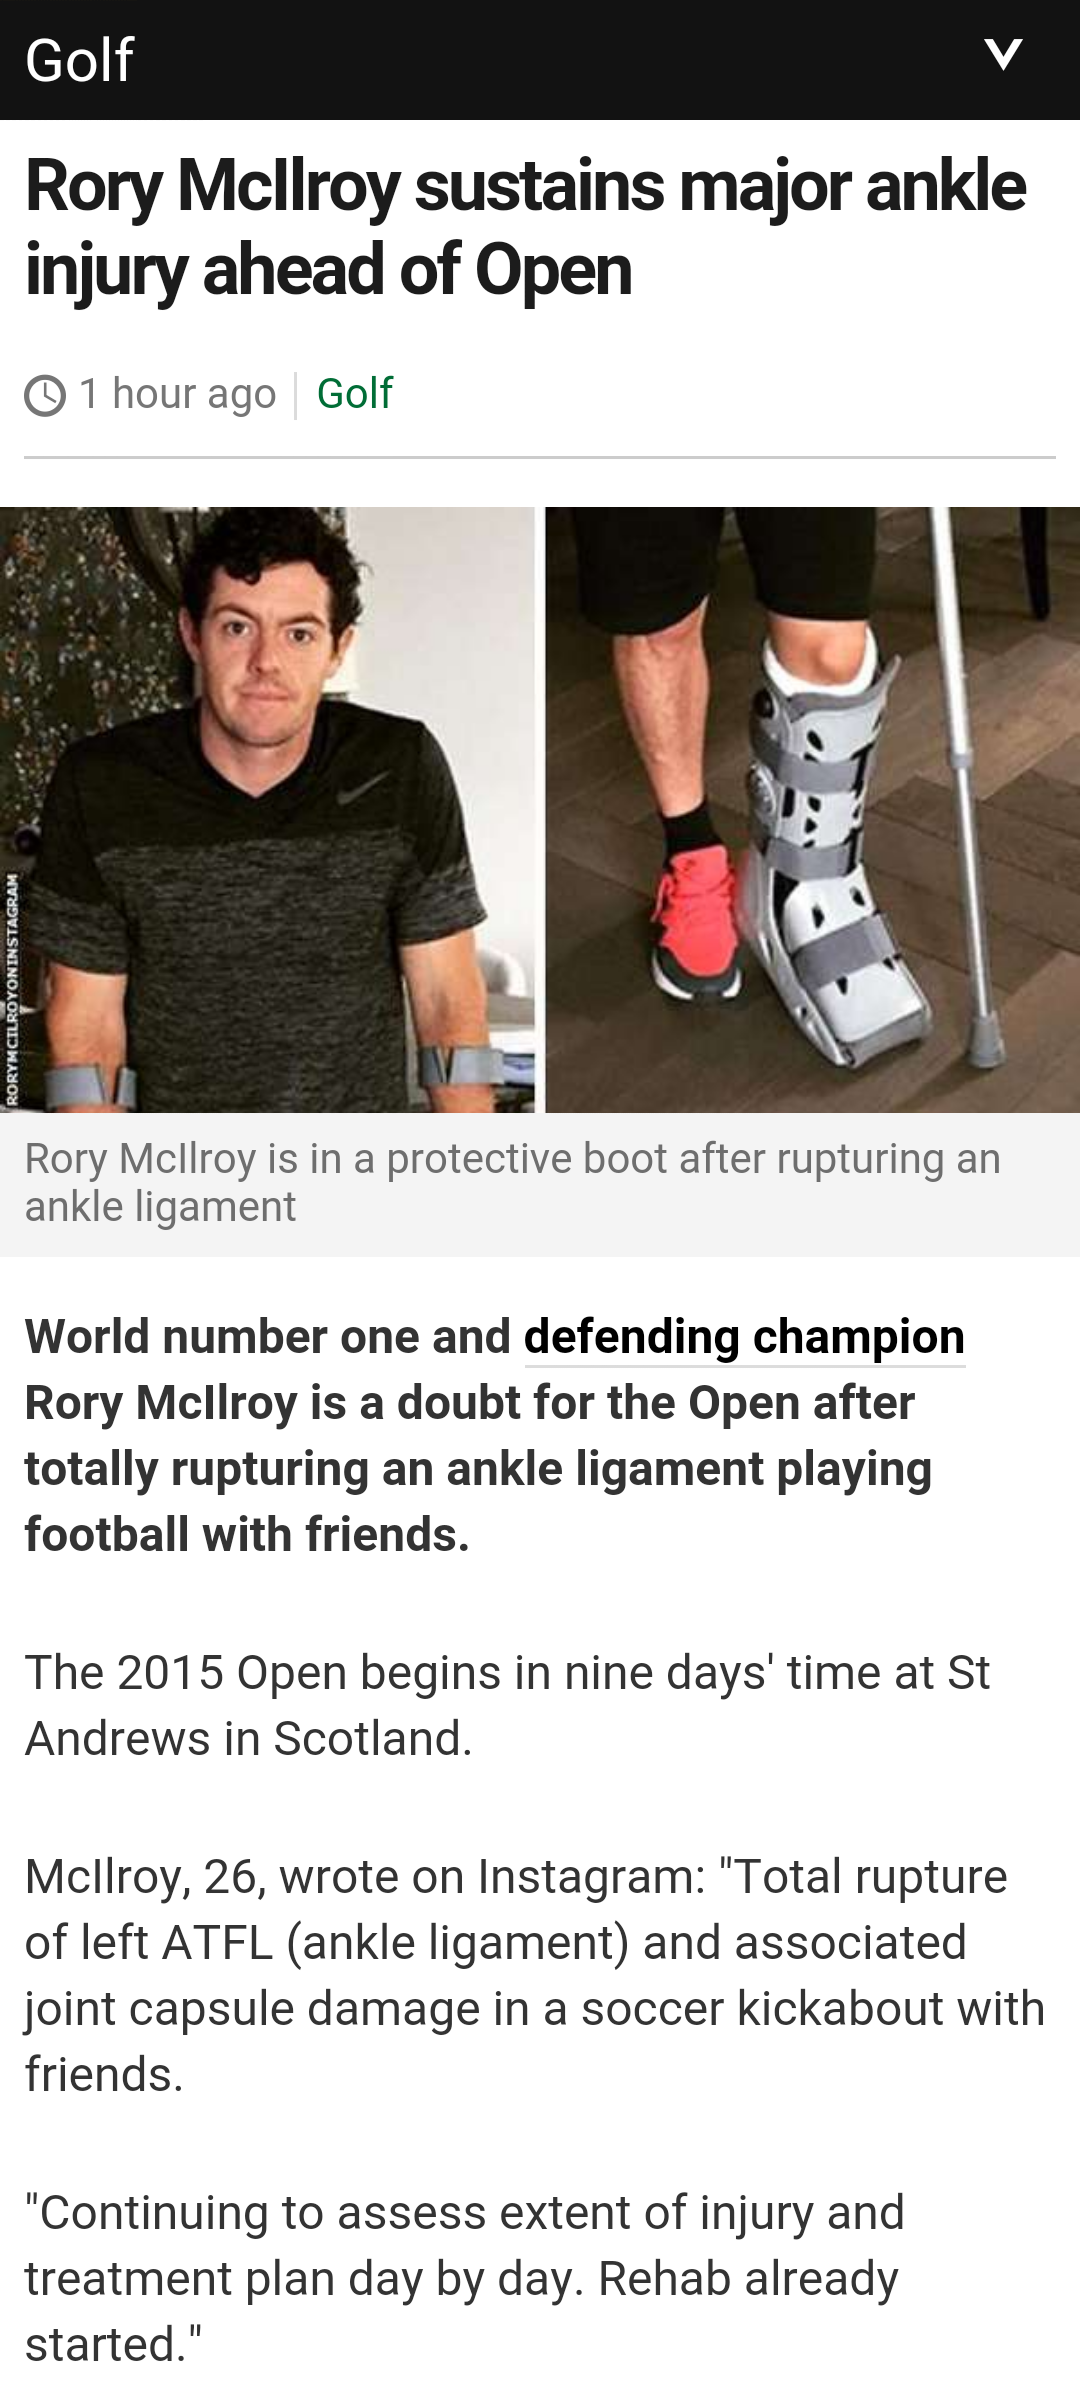 Golf
Rory McIlroy sustains major ankle
injury ahead of Open
1 hour ago
Golf
RORYMCILROYONINSTAGRAM
Rory McIlroy is in a protective boot after rupturing an
ankle ligament
World number one and defending champion
Rory McIlroy is a doubt for the Open after
totally rupturing an ankle ligament playing
football with friends.
The 2015 Open begins in nine days' time at St
Andrews in Scotland.
McIlroy, 26, wrote on Instagram: "Total rupture
of left ATFL (ankle ligament) and associated
joint capsule damage in a soccer kickabout with
friends.
"Continuing to assess extent of injury and
treatment plan day by day. Rehab already
started."